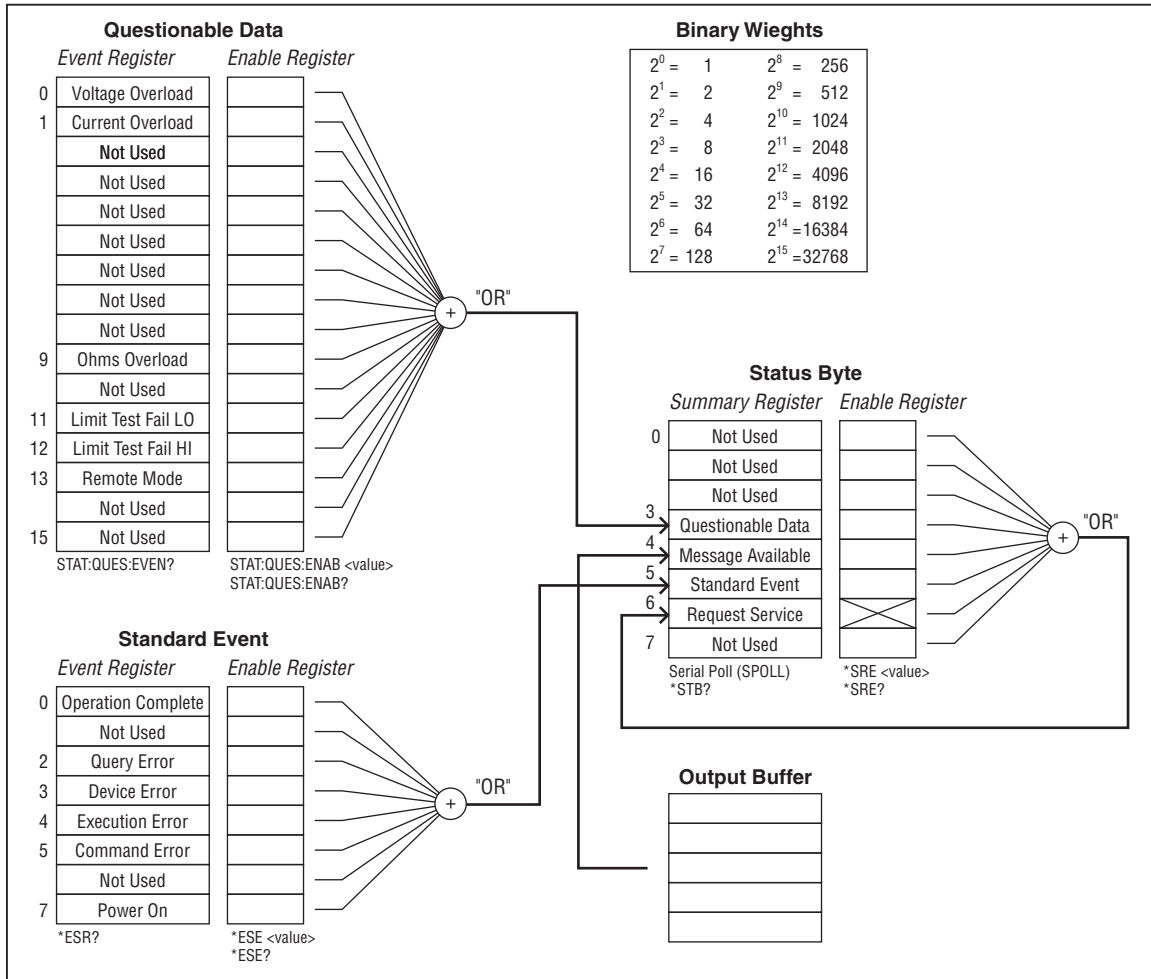 Questionable Data
Event Register Enable Register
0 Voltage Overload
1 Current Overload
Not Used
Not Used
Not Used
Not Used
Not Used
Not Used
Not Used
9 Ohms Overload
Not Used
11 Limit Test Fail LO
12 Limit Test Fail HI
13 Remote Mode
Not Used
15 Not Used
STAT:QUES:EVEN? STAT:QUES:ENAB <value>
STAT:QUES:ENAB?
+ "OR"
Binary Wieghts
2⁰ = 1 2⁸ = 256
2¹ = 2 2⁹ = 512
2² = 4 2¹⁰ = 1024
2³ = 8 2¹¹ = 2048
2⁴ = 16 2¹² = 4096
2⁵ = 32 2¹³ = 8192
2⁶ = 64 2¹⁴ =16384
2⁷ = 128 2¹⁵ =32768
Status Byte
Summary Register Enable Register
0 Not Used
Not Used
Not Used
3 Questionable Data
4 Message Available
5 Standard Event
6 Request Service
7 Not Used
Serial Poll (SPOLL) *SRE <value>
*STB? *SRE?
+ "OR"
Standard Event
Event Register Enable Register
0 Operation Complete
Not Used
2 Query Error
3 Device Error
4 Execution Error
5 Command Error
Not Used
7 Power On
*ESR? *ESE <value>
*ESE?
+ "OR"
Output Buffer